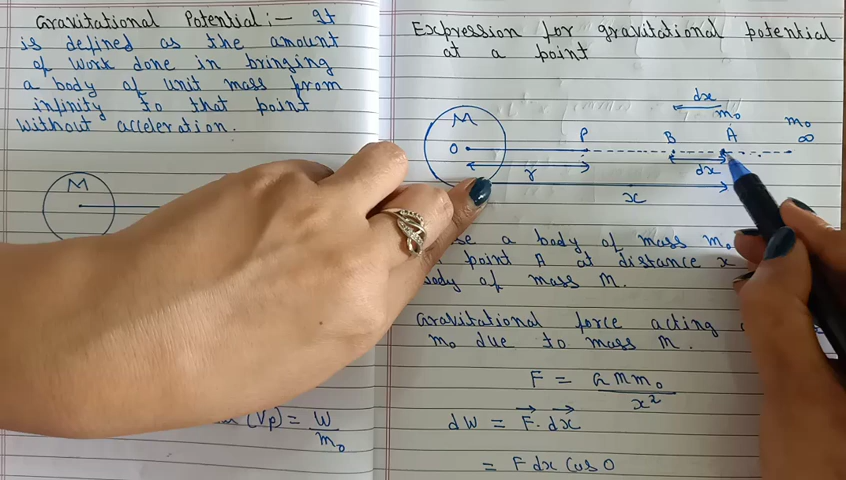 Gravitational Potential :- It
is defined as the amount
of work done in bringing
a body of unit mass from
infinity to that point
without acceleration.
M
(Vp) = W
m₀
Expression for gravitational potential
at a point
dx
M
m₀
m₀
O
P
B
A
∞
r
dx
x
a body of mass m₀
point A at distance x
body of mass M.
Gravitational force acting
m₀ due to mass M.
F = G M m₀
x²
dW = F⃗ . dx⃗
= F dx Cos 0